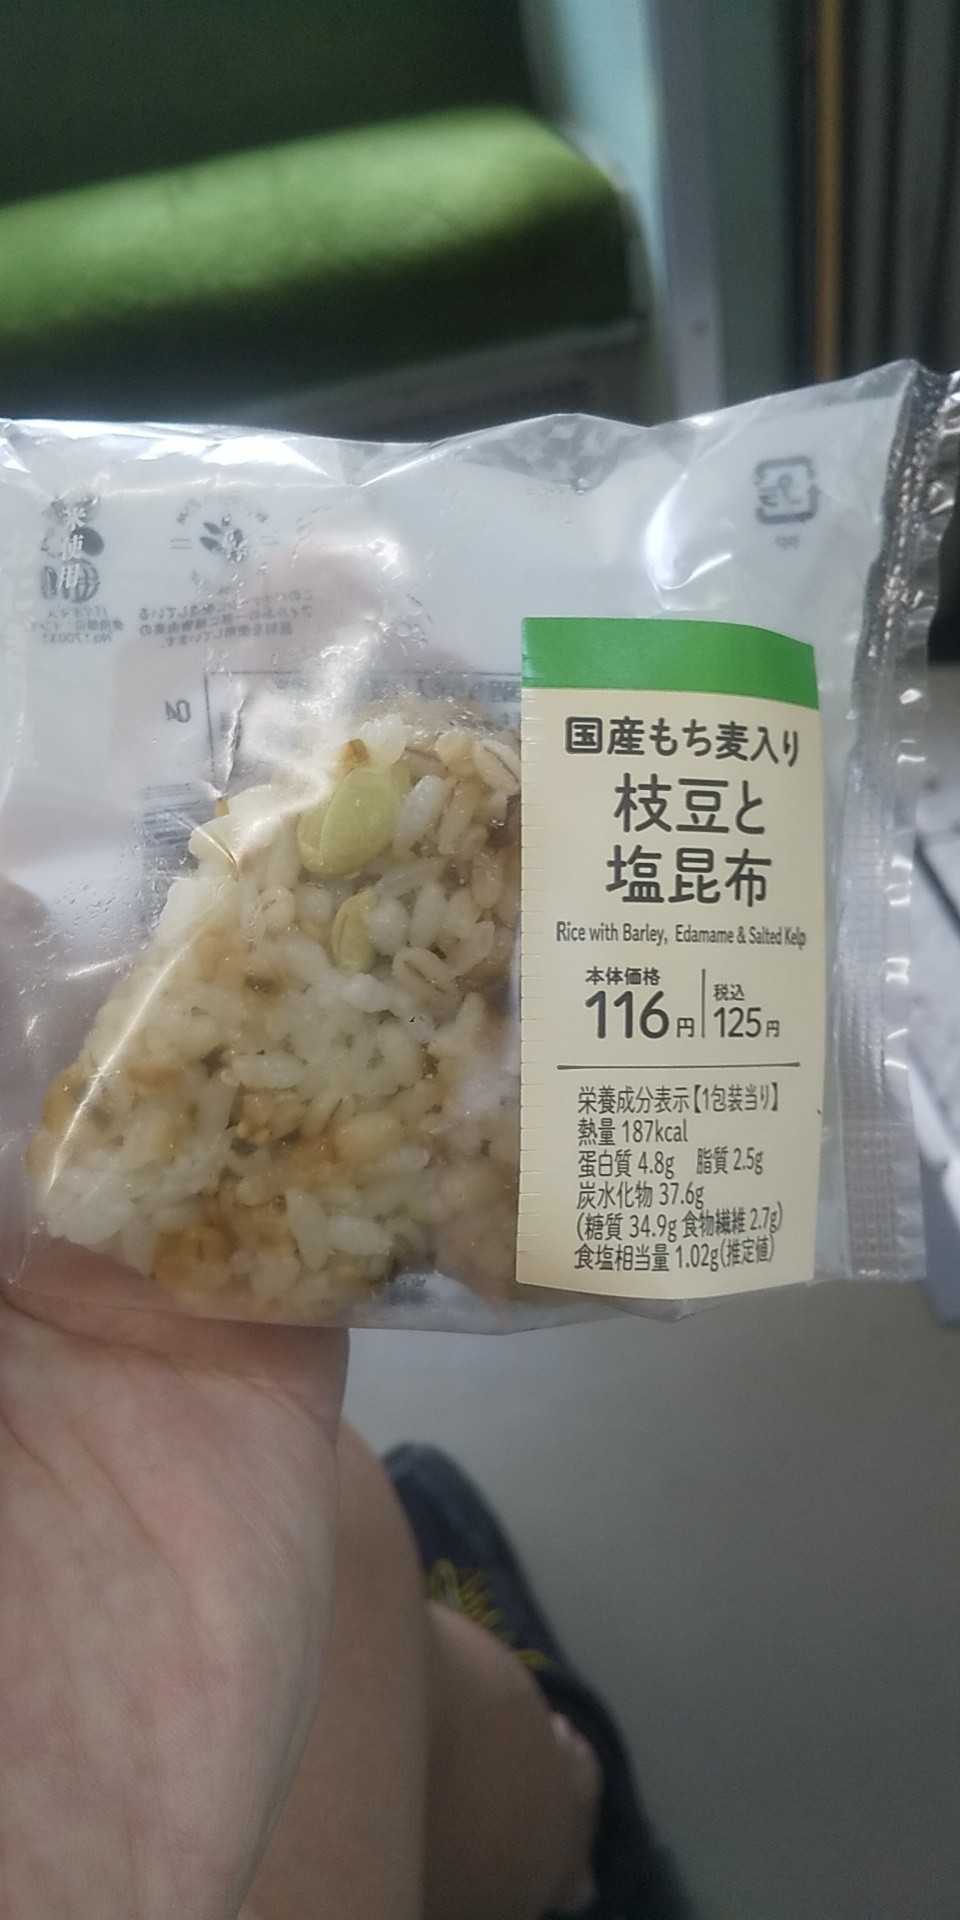 米使用
04
国産もち麦入り
枝豆と
塩昆布
Rice with Barley, Edamame & Salted Kelp
本体価格
116円
税込
125円
栄養成分表示【1包装当り】
熱量 187kcal
蛋白質 4.8g 脂質 2.5g
炭水化物 37.6g
(糖質 34.9g 食物繊維 2.7g)
食塩相当量 1.02g(推定値)